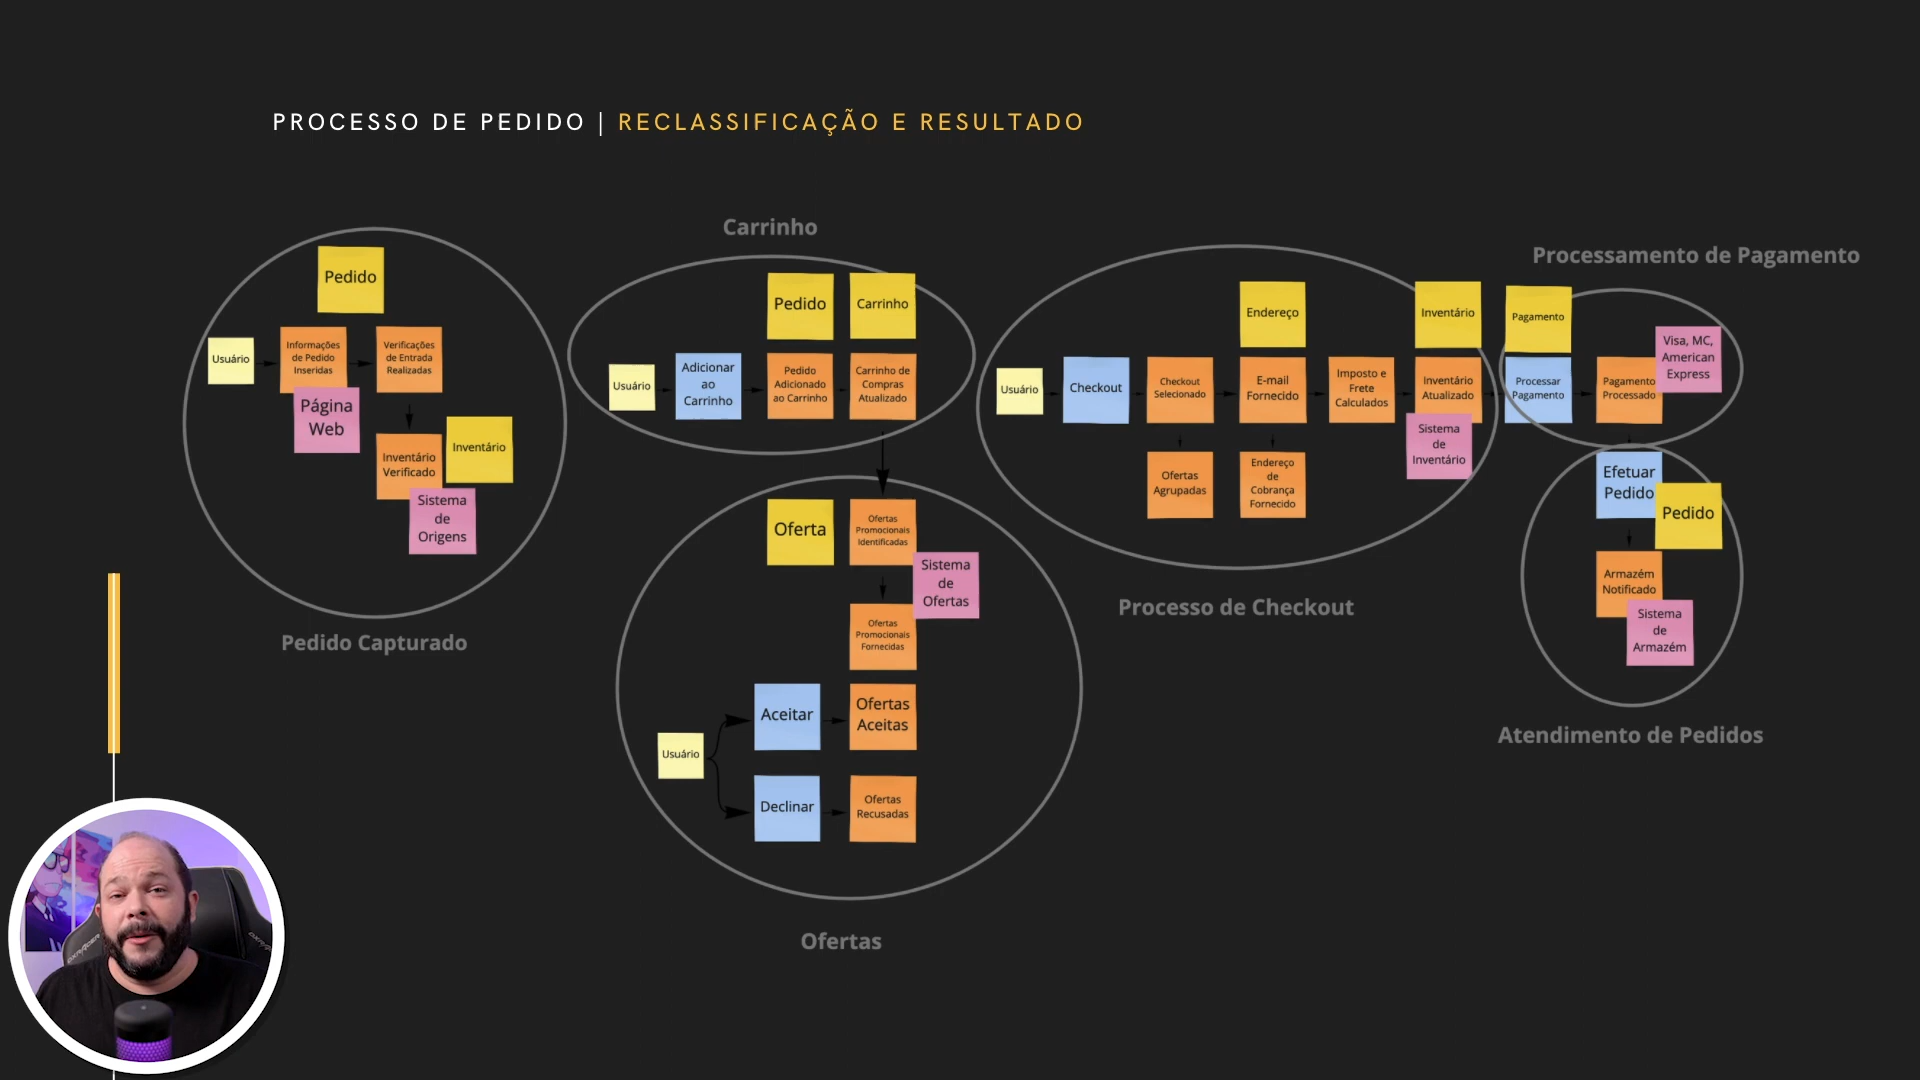 PROCESSO DE PEDIDO | RECLASSIFICAÇÃO E RESULTADO
Pedido
Usuário
Informações
de Pedido
Inseridas
Verificações
de Entrada
Realizadas
Página
Web
Inventário
Verificado
Inventário
Sistema
de
Origens
Pedido Capturado
Carrinho
Pedido
Carrinho
Usuário
Adicionar
ao
Carrinho
Pedido
Adicionado
ao Carrinho
Carrinho de
Compras
Atualizado
Oferta
Ofertas
Promocionais
Identificadas
Sistema
de
Ofertas
Ofertas
Promocionais
Fornecidas
Usuário
Aceitar
Ofertas
Aceitas
Declinar
Ofertas
Recusadas
Ofertas
Endereço
Inventário
Usuário
Checkout
Checkout
Selecionado
E-mail
Fornecido
Imposto e
Frete
Calculados
Inventário
Atualizado
Sistema
de
Inventário
Ofertas
Agrupadas
Endereço
de
Cobrança
Fornecido
Processo de Checkout
Processamento de Pagamento
Pagamento
Processar
Pagamento
Pagamento
Processado
Visa, MC,
American
Express
Efetuar
Pedido
Pedido
Armazém
Notificado
Sistema
de
Armazém
Atendimento de Pedidos